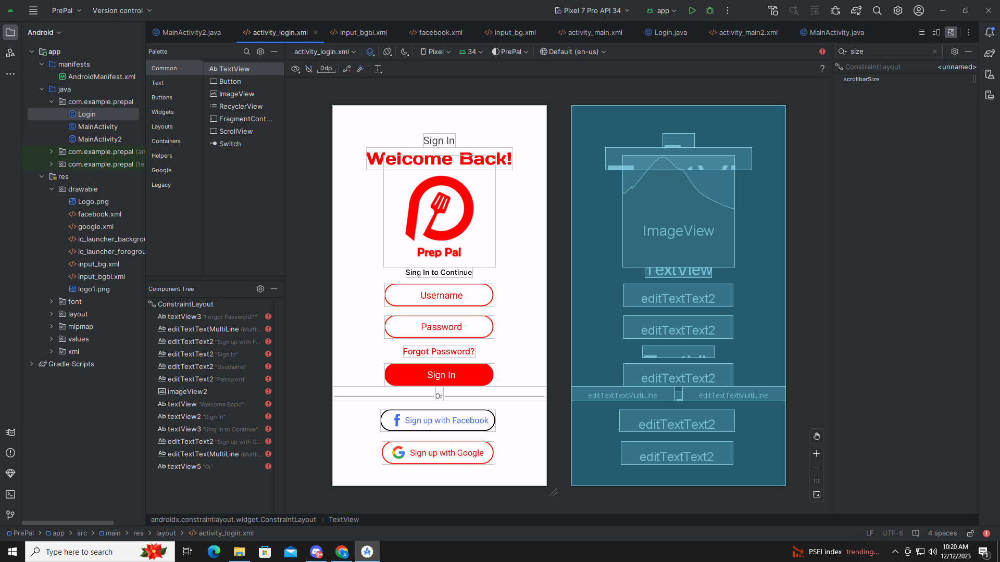 PrePal
Version control
Pixel 7 Pro API 34
app
Android
MainActivity2.java
activity_login.xml
input_bgbl.xml
facebook.xml
input_bg.xml
activity_main.xml
Login.java
activity_main2.xml
MainActivity.java
app
manifests
AndroidManifest.xml
java
com.example.prepal
Login
MainActivity
MainActivity2
com.example.prepal (an
com.example.prepal (te
res
drawable
Logo.png
facebook.xml
google.xml
ic_launcher_backgrou
ic_launcher_foregrou
input_bg.xml
input_bgbl.xml
logo1.png
font
layout
mipmap
values
xml
Gradle Scripts
Palette
Common
Text
Buttons
Widgets
Layouts
Containers
Helpers
Google
Legacy
Ab TextView
Button
ImageView
RecyclerView
FragmentCont...
ScrollView
Switch
Component Tree
ConstraintLayout
Ab textView3 "Forgot Password?"
Ab editTextTextMultiLine (Multil...
Ab editTextText2 "Sign up with F...
Ab editTextText2 "Sign In"
Ab editTextText2 "Username"
Ab editTextText2 "Password"
imageView2
Ab textView "Welcome Back!"
Ab textView2 "Sign In"
Ab textView3 "Sing In to Continue"
Ab editTextText2 "Sign up with G...
Ab editTextTextMultiLine (Multil...
Ab textView5 "Or"
activity_login.xml
Pixel
34
PrePal
Default (en-us)
0dp
?
Sign In
Welcome Back!
Prep Pal
Sing In to Continue
Username
Password
Forgot Password?
Sign In
Or
Sign up with Facebook
Sign up with Google
ImageView
TextView
editTextText2
editTextText2
editTextText2
editTextTextMultiLine
editTextTextMultiLine
editTextText2
editTextText2
1:1
size
ConstraintLayout
<unnamed>
scrollbarSize
androidx.constraintlayout.widget.ConstraintLayout
TextView
PrePal
app
src
main
res
layout
activity_login.xml
LF
UTF-8
4 spaces
Type here to search
9+
A
PSEI index trending...
10:20 AM
12/12/2023
1